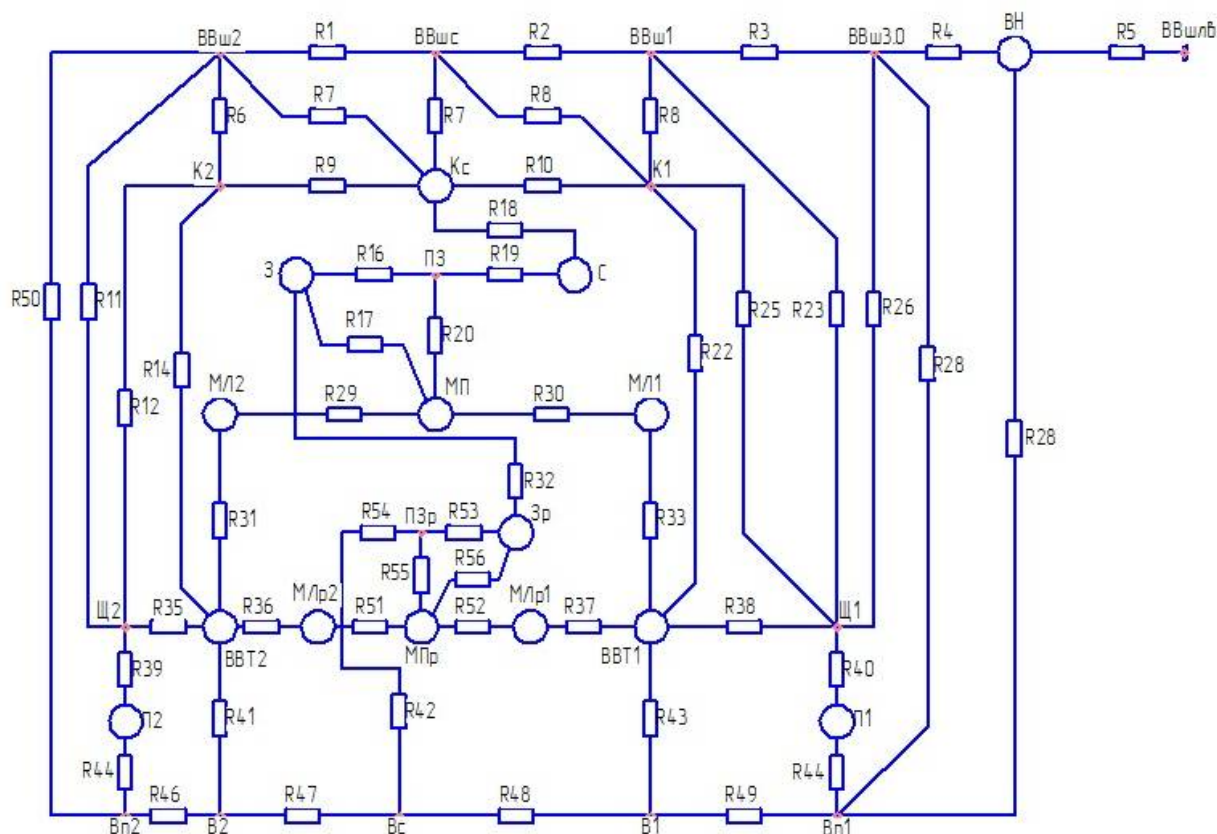 ВВш2 R1 ВВшс R2 ВВш1 R3 ВВш3.0 R4 ВН R5 ВВшлВ
R6 R7 R7 R8 R8
К2 R9 Кс R10 К1
R18
З R16 ПЗ R19 С
R50 R11 R17 R20 R25 R23 R26
R14 R22 R28
R12 МЛ2 R29 МП R30 МЛ1
R28
R32
R31 R54 ПЗр R53 Зр R33
R55 R56
Щ2 R35 R36 МЛр2 R51 R52 МЛр1 R37 R38 Щ1
ВВТ2 МПр ВВТ1
R39 R40
П2 R41 R42 R43 П1
R44 R44
R46 R47 R48 R49
Вп2 В2 Вс В1 Вп1